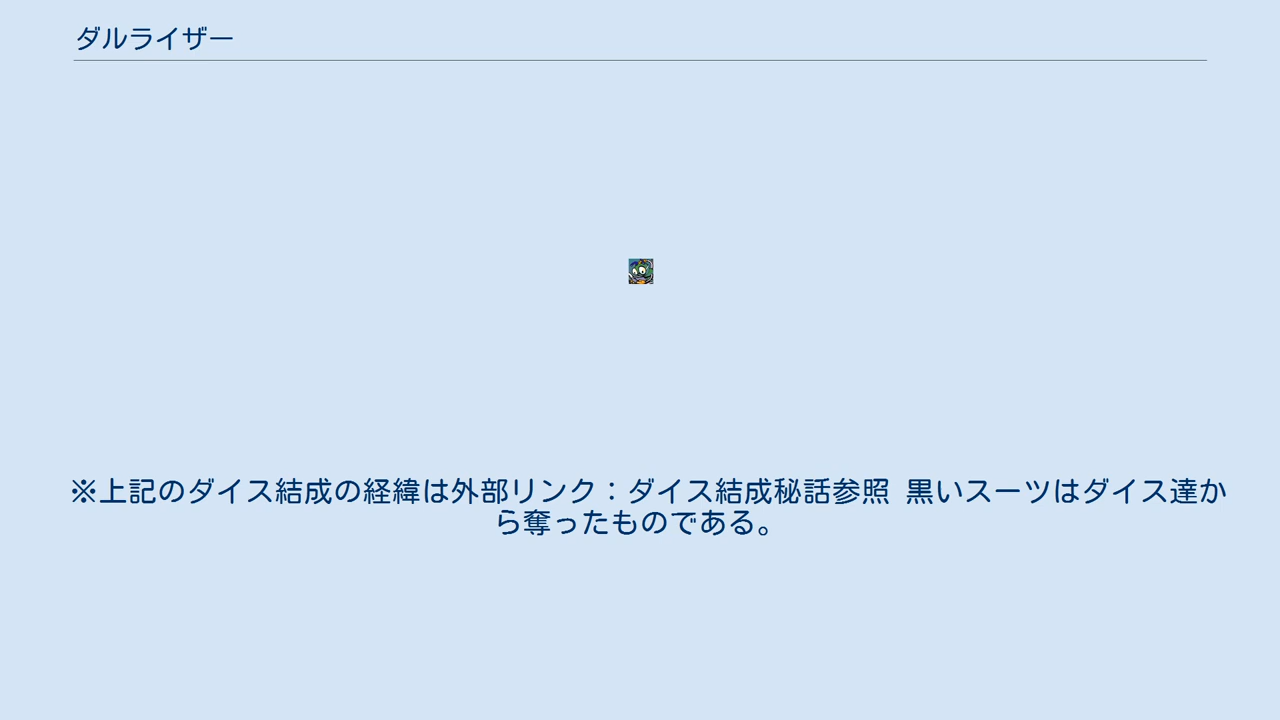 ダルライザー
※上記のダイス結成の経緯は外部リンク：ダイス結成秘話参照 黒いスーツはダイス達か
ら奪ったものである。